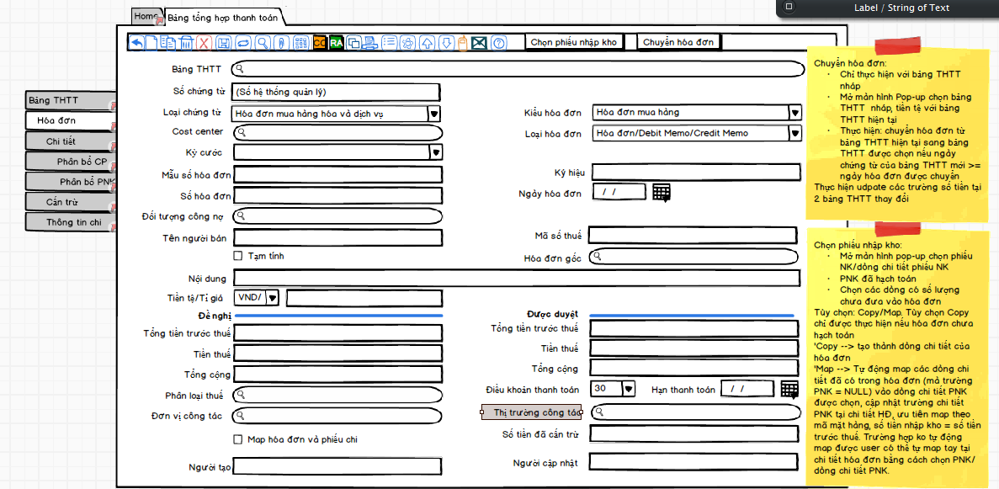 Label / String of Text
Home
Bảng tổng hợp thanh toán
CO
RA
Chọn phiếu nhập kho
Chuyển hóa đơn
Bảng THTT
Hóa đơn
Chi tiết
Phân bổ CP
Phân bổ PNK
Cấn trừ
Thông tin chi
Bảng THTT
Số chứng từ
(Số hệ thống quản lý)
Loại chứng từ
Hóa đơn mua hàng hóa và dịch vụ
Kiểu hóa đơn
Hóa đơn mua hàng
Cost center
Loại hóa đơn
Hóa đơn/Debit Memo/Credit Memo
Kỳ cước
Mẫu số hóa đơn
Ký hiệu
Số hóa đơn
Ngày hóa đơn
/ /
Đối tượng công nợ
Tên người bán
Mã số thuế
Tạm tính
Hóa đơn gốc
Nội dung
Tiền tệ/Tỉ giá
VND/
Đề nghị
Được duyệt
Tổng tiền trước thuế
Tổng tiền trước thuế
Tiền thuế
Tiền thuế
Tổng cộng
Tổng cộng
Phân loại thuế
Điều khoản thanh toán
30
Hạn thanh toán
/ /
Đơn vị công tác
Thị trường công tác
Map hóa đơn và phiếu chi
Số tiền đã cấn trừ
Người tạo
Người cập nhật
Chuyển hóa đơn:
• Chỉ thực hiện với bảng THTT
nháp
• Mở màn hình Pop-up chọn bảng
THTT nháp, tiền tệ với bảng
THTT hiện tại
• Thực hiện: chuyển hóa đơn từ
bảng THTT hiện tại sang bảng
THTT được chọn nếu ngày
chứng từ của bảng THTT mới >=
ngày hóa đơn được chuyển
Thực hiện udpate các trường số tiền tại
2 bảng THTT thay đổi
Chọn phiếu nhập kho:
• Mở màn hình pop-up chọn phiếu
NK/dòng chi tiết phiếu NK
• PNK đã hạch toán
• Chọn các dòng có số lượng
chưa đưa vào hóa đơn
Tùy chọn: Copy/Map. Tùy chọn Copy
chỉ được thực hiện nếu hóa đơn chưa
hạch toán
'Copy --> tạo thành dòng chi tiết của
hóa đơn
'Map --> Tự động map các dòng chi
tiết đã có trong hóa đơn (mà trường
PNK = NULL) vào dòng chi tiết PNK
được chọn, cập nhật trường chi tiết
PNK tại chi tiết HĐ, ưu tiên map theo
mã mặt hàng, số tiền nhập kho = số tiền
trước thuế. Trường hợp ko tự động
map được user có thể tự map tay tại
chi tiết hóa đơn bằng cách chọn PNK/
dòng chi tiết PNK.